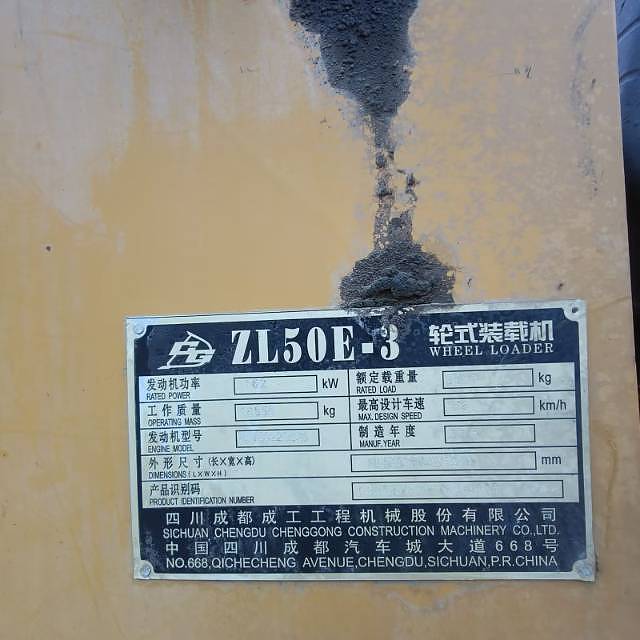 ZL50E-3 轮式装载机
WHEEL LOADER
发动机功率 162 kW 额定载重量 kg
RATED POWER RATED LOAD
工作质量 kg 最高设计车速 km/h
OPERATING MASS MAX. DESIGN SPEED
发动机型号 制造年度
ENGINE MODEL MANUF.YEAR
外形尺寸(长×宽×高) mm
DIMENSIONS (L×W×H)
产品识别码
PRODUCT IDENTIFICATION NUMBER
四川成都成工工程机械股份有限公司
SICHUAN CHENGDU CHENGGONG CONSTRUCTION MACHINERY CO.,LTD.
中国四川成都汽车城大道668号
NO.668,QICHECHENG AVENUE,CHENGDU,SICHUAN,P.R.CHINA